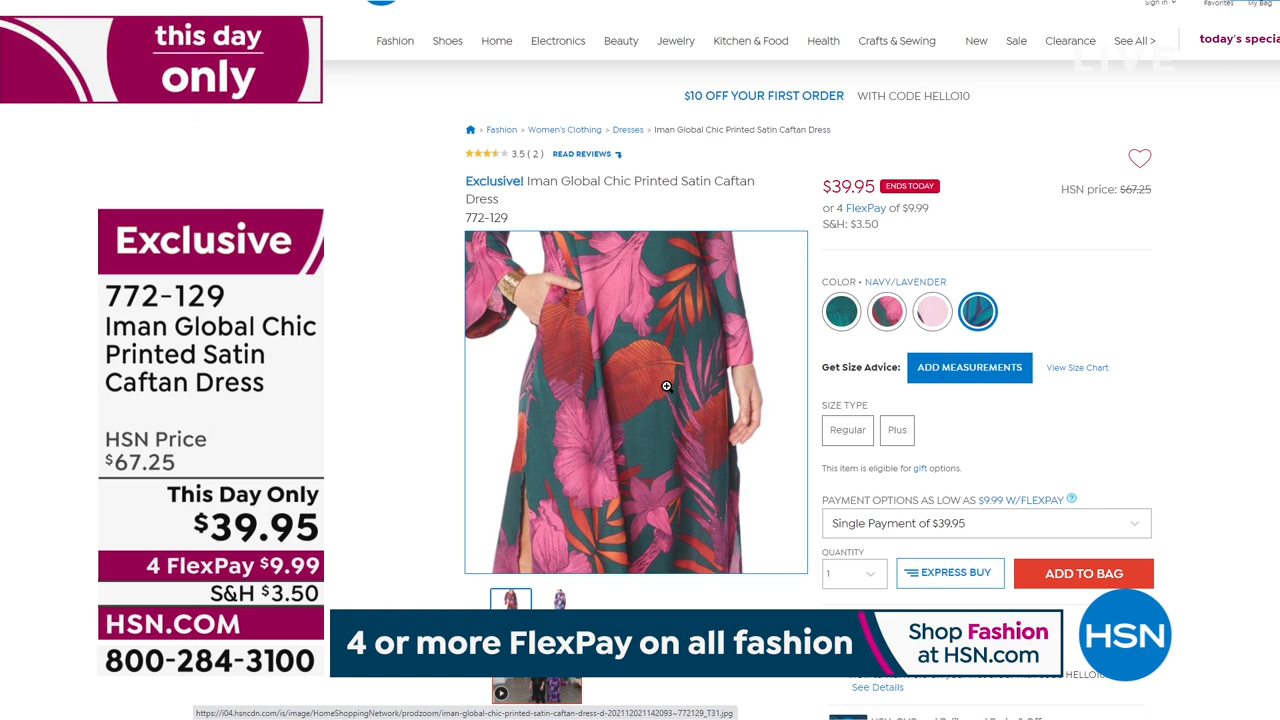 this day
only
Exclusive
772-129
Iman Global Chic
Printed Satin
Caftan Dress
HSN Price
$67.25
This Day Only
$39.95
4 FlexPay $9.99
S&H $3.50
HSN.COM
800-284-3100
Sign In
Favorites
My Bag
Fashion Shoes Home Electronics Beauty Jewelry Kitchen & Food Health Crafts & Sewing New Sale Clearance See All >
today's specia
LIVE
$10 OFF YOUR FIRST ORDER WITH CODE HELLO10
> Fashion > Women's Clothing > Dresses > Iman Global Chic Printed Satin Caftan Dress
3.5 ( 2 ) READ REVIEWS
Exclusive! Iman Global Chic Printed Satin Caftan
Dress
772-129
$39.95 ENDS TODAY
HSN price: $67.25
or 4 FlexPay of $9.99
S&H: $3.50
COLOR • NAVY/LAVENDER
Get Size Advice: ADD MEASUREMENTS View Size Chart
SIZE TYPE
Regular Plus
This item is eligible for gift options.
PAYMENT OPTIONS AS LOW AS $9.99 W/FLEXPAY ?
Single Payment of $39.95
QUANTITY
1
EXPRESS BUY
ADD TO BAG
4 or more FlexPay on all fashion
Shop Fashion
at HSN.com
HSN
See Details
https://i04.hsncdn.com/is/image/HomeShoppingNetwork/prodzoom/iman-global-chic-printed-satin-caftan-dress-d-202112021142093~772129_T31.jpg